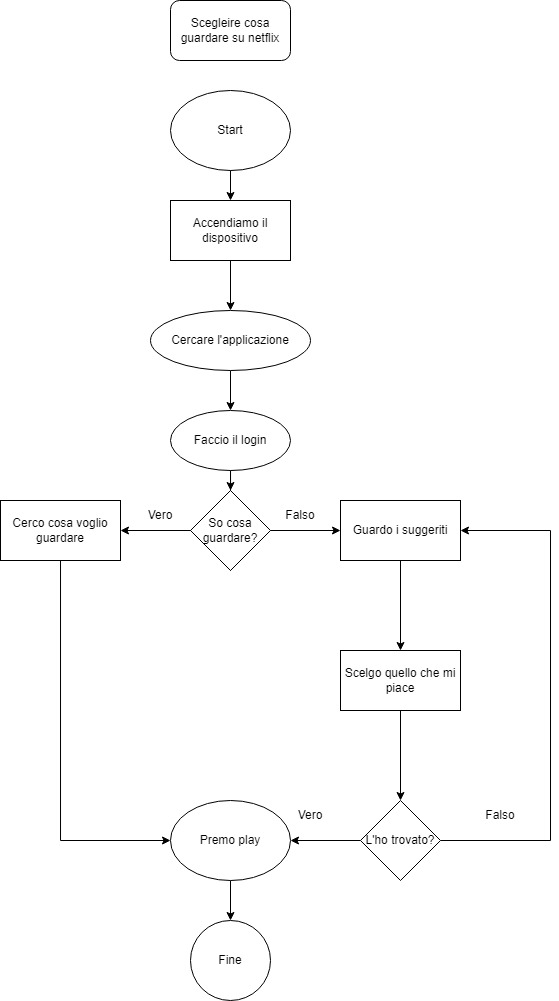 Scegleire cosa
guardare su netflix
Start
Accendiamo il
dispositivo
Cercare l'applicazione
Faccio il login
So cosa
guardare?
Vero
Falso
Cerco cosa voglio
guardare
Guardo i suggeriti
Scelgo quello che mi
piace
L'ho trovato?
Vero
Falso
Premo play
Fine